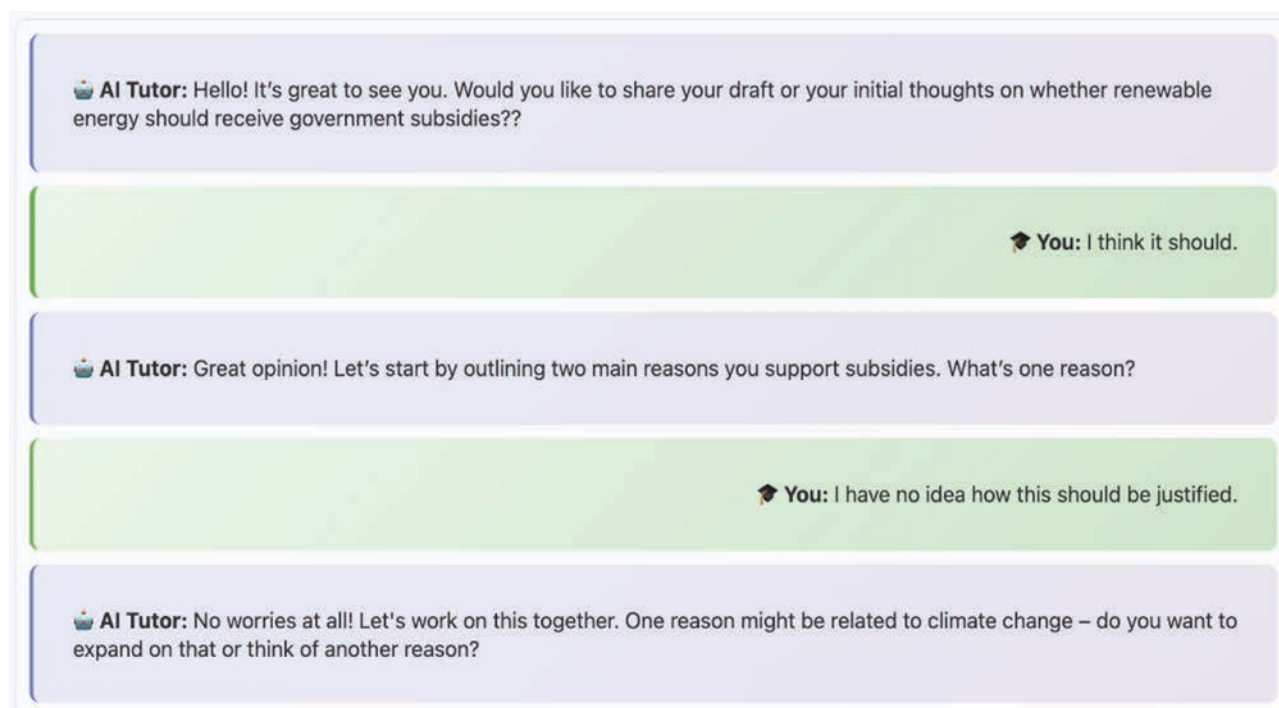 🤖 AI Tutor: Hello! It's great to see you. Would you like to share your draft or your initial thoughts on whether renewable
energy should receive government subsidies??
🎓 You: I think it should.
🤖 AI Tutor: Great opinion! Let's start by outlining two main reasons you support subsidies. What's one reason?
🎓 You: I have no idea how this should be justified.
🤖 AI Tutor: No worries at all! Let's work on this together. One reason might be related to climate change – do you want to
expand on that or think of another reason?